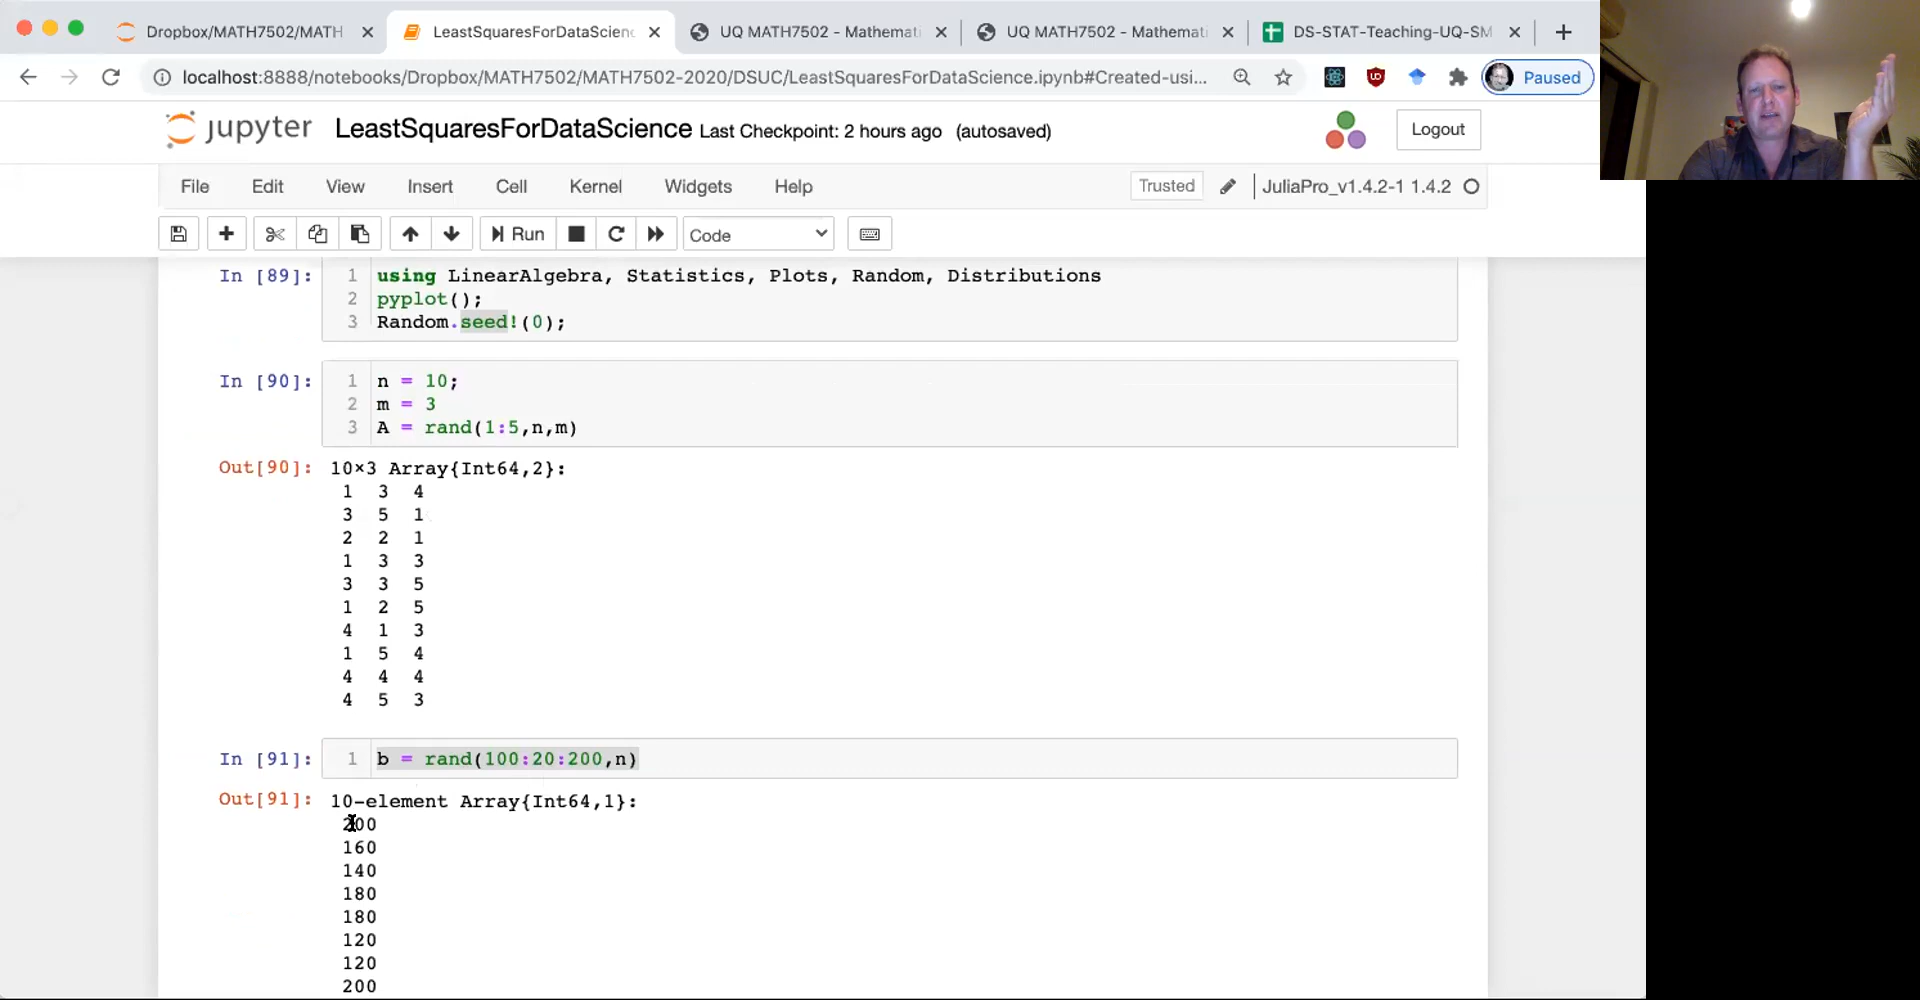 Dropbox/MATH7502/MATH
LeastSquaresForDataScienc
UQ MATH7502 - Mathemati
UQ MATH7502 - Mathemat
DS-STAT-Teaching-UQ-SM
localhost:8888/notebooks/Dropbox/MATH7502/MATH7502-2020/DSUC/LeastSquaresForDataScience.ipynb#Created-usi...
Paused
jupyter LeastSquaresForDataScience Last Checkpoint: 2 hours ago (autosaved)
Logout
File Edit View Insert Cell Kernel Widgets Help
Trusted JuliaPro_v1.4.2-1 1.4.2
Run Code
In [89]: 1 using LinearAlgebra, Statistics, Plots, Random, Distributions
2 pyplot();
3 Random.seed!(0);
In [90]: 1 n = 10;
2 m = 3
3 A = rand(1:5,n,m)
Out[90]: 10×3 Array{Int64,2}:
1 3 4
3 5 1
2 2 1
1 3 3
3 3 5
1 2 5
4 1 3
1 5 4
4 4 4
4 5 3
In [91]: 1 b = rand(100:20:200,n)
Out[91]: 10-element Array{Int64,1}:
200
160
140
180
180
120
120
200